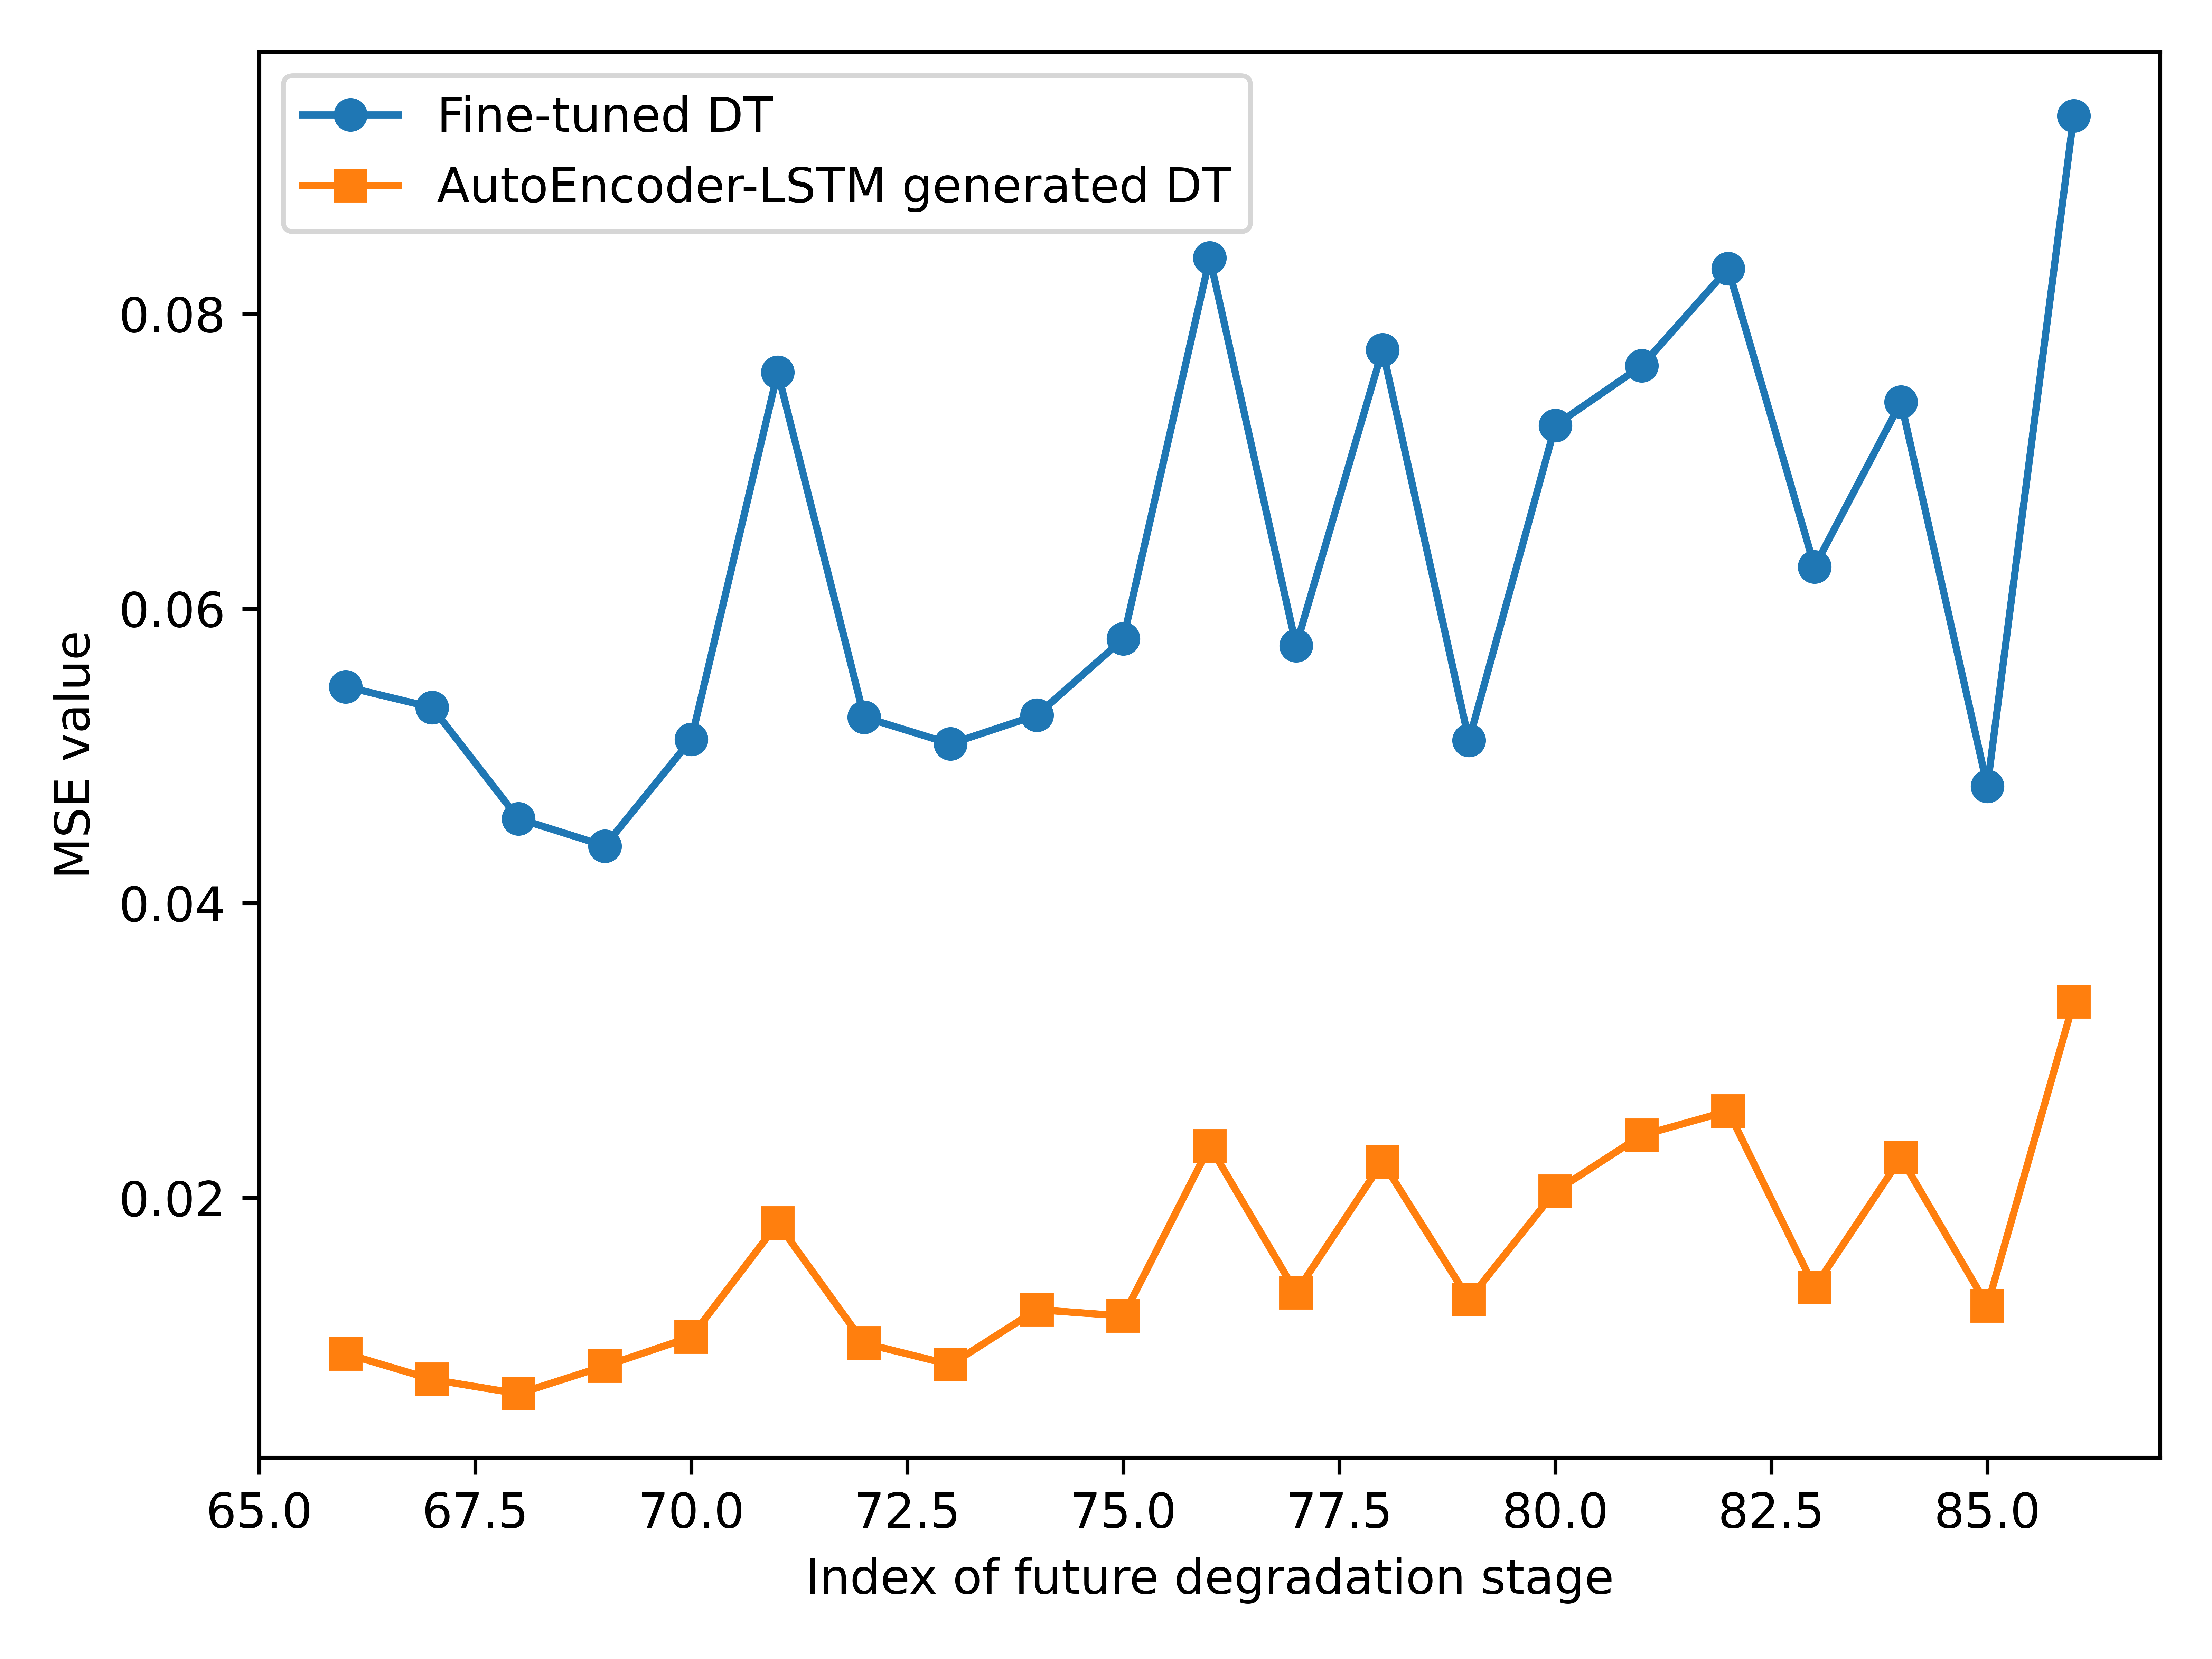 Fine-tuned DT
AutoEncoder-LSTM generated DT
MSE value
0.08
0.06
0.04
0.02
65.0 67.5 70.0 72.5 75.0 77.5 80.0 82.5 85.0
Index of future degradation stage